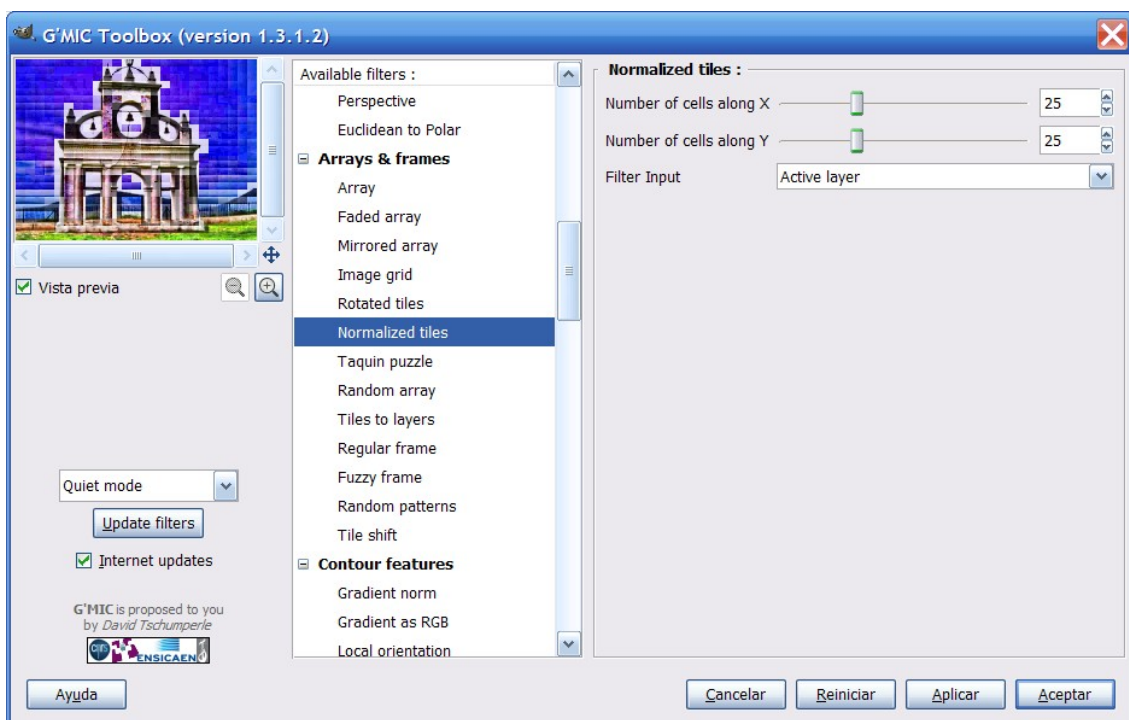 G'MIC Toolbox (version 1.3.1.2)
Vista previa
Quiet mode
Update filters
Internet updates
G'MIC is proposed to you
by David Tschumperle
ENSICAEN
Available filters :
Perspective
Euclidean to Polar
Arrays & frames
Array
Faded array
Mirrored array
Image grid
Rotated tiles
Normalized tiles
Taquin puzzle
Random array
Tiles to layers
Regular frame
Fuzzy frame
Random patterns
Tile shift
Contour features
Gradient norm
Gradient as RGB
Local orientation
Normalized tiles :
Number of cells along X 25
Number of cells along Y 25
Filter Input Active layer
Ayuda
Cancelar
Reiniciar
Aplicar
Aceptar